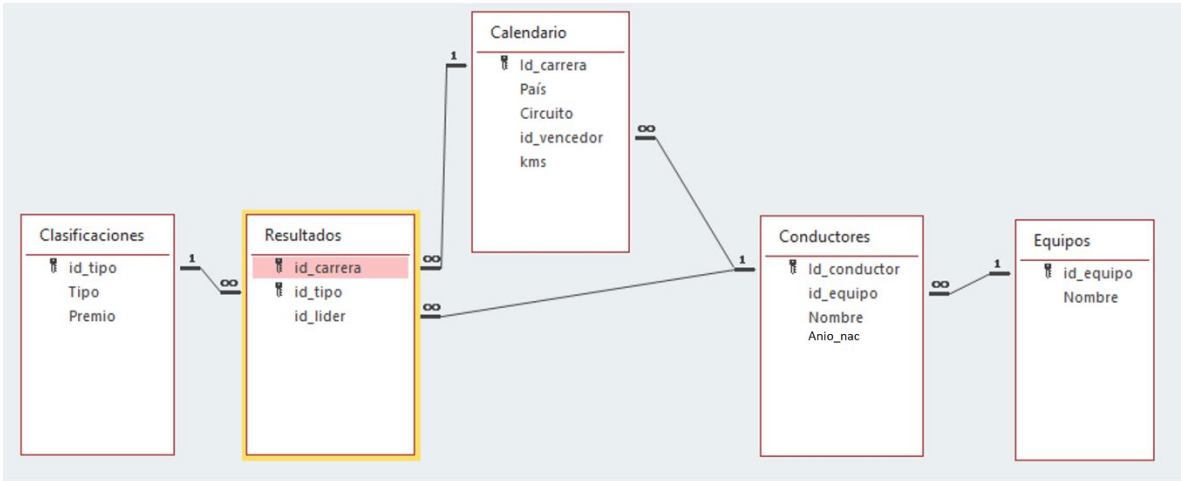 Calendario
Id_carrera
País
Circuito
id_vencedor
kms
1
∞
∞
Clasificaciones
id_tipo
Tipo
Premio
1
∞
Resultados
id_carrera
id_tipo
id_lider
∞
1
Conductores
Id_conductor
id_equipo
Nombre
Anio_nac
∞
1
Equipos
id_equipo
Nombre